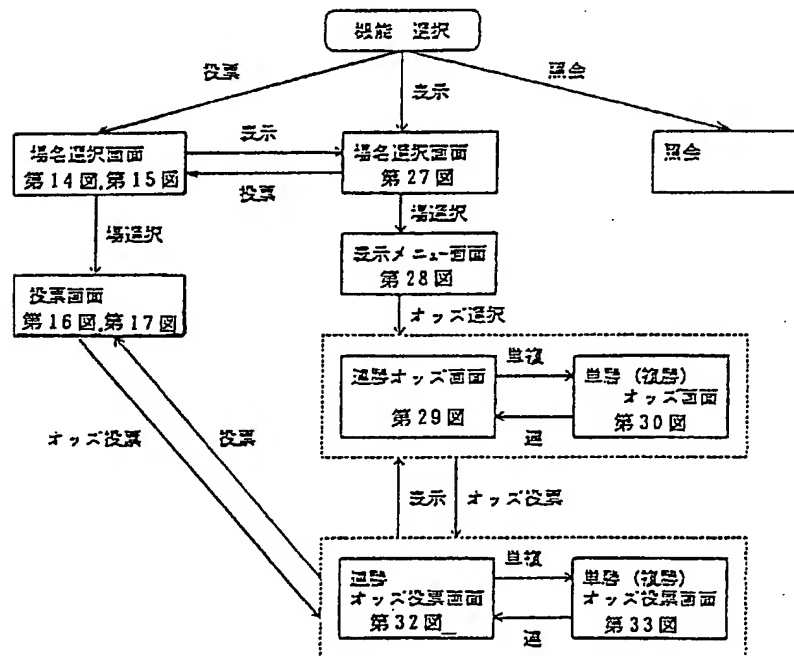 機能 選択
投票
表示
照会
場名選択画面
第14図,第15図
表示
投票
場名選択画面
第27図
照会
場選択
場選択
表示メニュー画面
第28図
投票画面
第16図,第17図
オッズ選択
連勝オッズ画面
第29図
単複
連
単勝(複勝)
オッズ画面
第30図
オッズ投票
投票
表示
オッズ投票
連勝
オッズ投票画面
第32図
単複
連
単勝(複勝)
オッズ投票画面
第33図